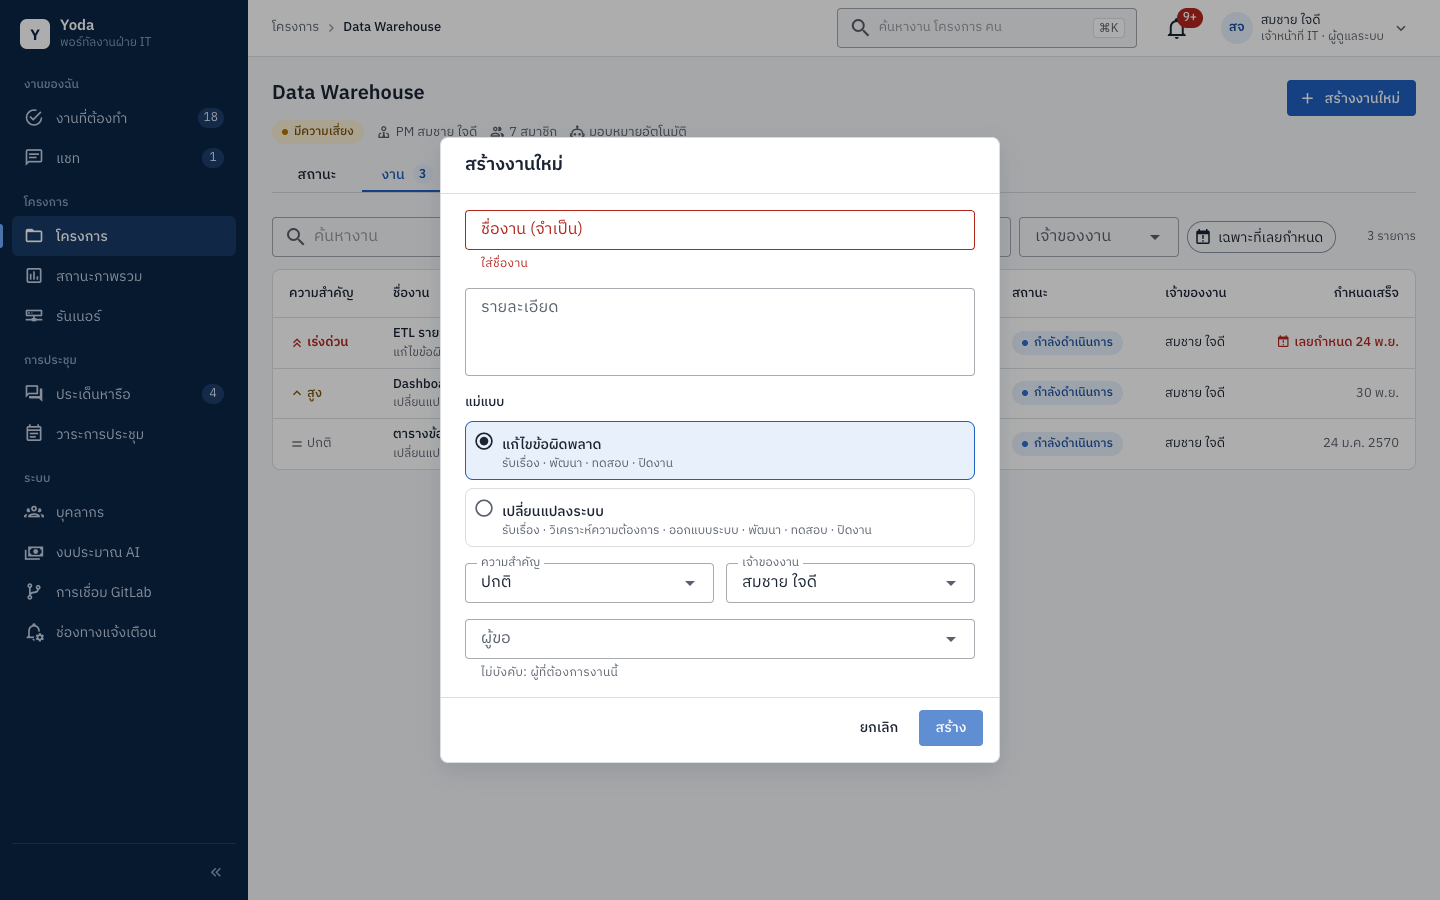 Y
Yoda
พอร์ทัลงานฝ่าย IT
งานของฉัน
งานที่ต้องทำ 18
แชท 1
โครงการ
โครงการ
สถานะภาพรวม
รันเนอร์
การประชุม
ประเด็นหารือ 4
วาระการประชุม
ระบบ
บุคลากร
งบประมาณ AI
การเชื่อม GitLab
ช่องทางแจ้งเตือน
โครงการ > Data Warehouse
ค้นหางาน โครงการ คน ⌘K
9+
สจ
สมชาย ใจดี
เจ้าหน้าที่ IT · ผู้ดูแลระบบ
Data Warehouse
+ สร้างงานใหม่
มีความเสี่ยง PM สมชาย ใจดี 7 สมาชิก มอบหมายอัตโนมัติ
สถานะ งาน 3
ค้นหางาน เจ้าของงาน เฉพาะที่เลยกำหนด 3 รายการ
ความสำคัญ ชื่องาน สถานะ เจ้าของงาน กำหนดเสร็จ
เร่งด่วน ETL ราย กำลังดำเนินการ สมชาย ใจดี เลยกำหนด 24 พ.ย.
แก้ไขข้อผิ
สูง Dashboa กำลังดำเนินการ สมชาย ใจดี 30 พ.ย.
เปลี่ยนแป
ปกติ ตารางข้อ กำลังดำเนินการ สมชาย ใจดี 24 ม.ค. 2570
เปลี่ยนแป
สร้างงานใหม่
ชื่องาน (จำเป็น)
ใส่ชื่องาน
รายละเอียด
แม่แบบ
แก้ไขข้อผิดพลาด
รับเรื่อง · พัฒนา · ทดสอบ · ปิดงาน
เปลี่ยนแปลงระบบ
รับเรื่อง · วิเคราะห์ความต้องการ · ออกแบบระบบ · พัฒนา · ทดสอบ · ปิดงาน
ความสำคัญ เจ้าของงาน
ปกติ สมชาย ใจดี
ผู้ขอ
ไม่บังคับ: ผู้ที่ต้องการงานนี้
ยกเลิก สร้าง